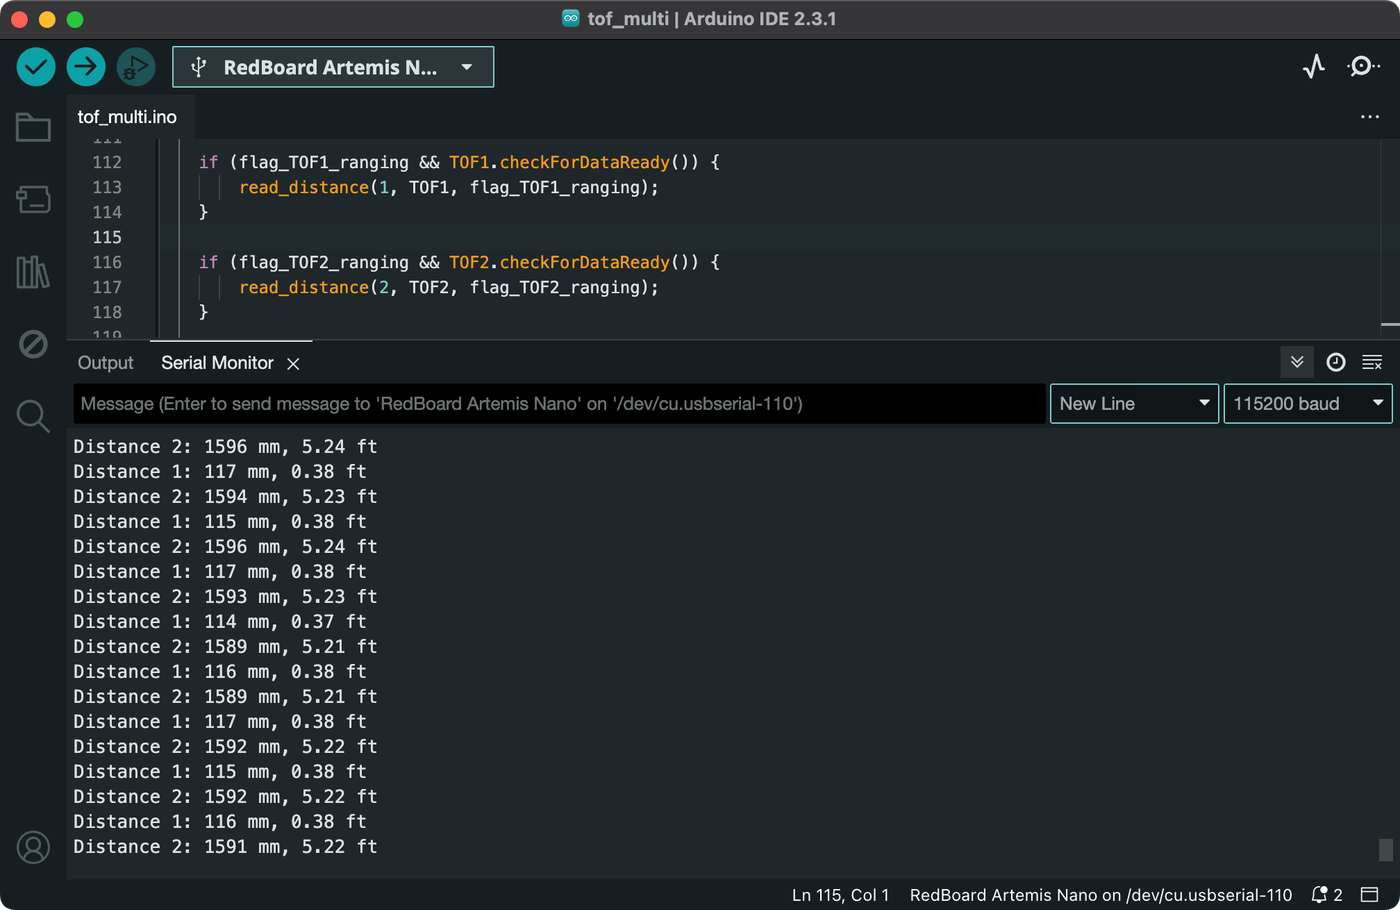 tof_multi | Arduino IDE 2.3.1
RedBoard Artemis N...
tof_multi.ino
111
112 if (flag_TOF1_ranging && TOF1.checkForDataReady()) {
113 read_distance(1, TOF1, flag_TOF1_ranging);
114 }
115
116 if (flag_TOF2_ranging && TOF2.checkForDataReady()) {
117 read_distance(2, TOF2, flag_TOF2_ranging);
118 }
119
Output Serial Monitor
Message (Enter to send message to 'RedBoard Artemis Nano' on '/dev/cu.usbserial-110') New Line 115200 baud
Distance 2: 1596 mm, 5.24 ft
Distance 1: 117 mm, 0.38 ft
Distance 2: 1594 mm, 5.23 ft
Distance 1: 115 mm, 0.38 ft
Distance 2: 1596 mm, 5.24 ft
Distance 1: 117 mm, 0.38 ft
Distance 2: 1593 mm, 5.23 ft
Distance 1: 114 mm, 0.37 ft
Distance 2: 1589 mm, 5.21 ft
Distance 1: 116 mm, 0.38 ft
Distance 2: 1589 mm, 5.21 ft
Distance 1: 117 mm, 0.38 ft
Distance 2: 1592 mm, 5.22 ft
Distance 1: 115 mm, 0.38 ft
Distance 2: 1592 mm, 5.22 ft
Distance 1: 116 mm, 0.38 ft
Distance 2: 1591 mm, 5.22 ft
Ln 115, Col 1 RedBoard Artemis Nano on /dev/cu.usbserial-110 2